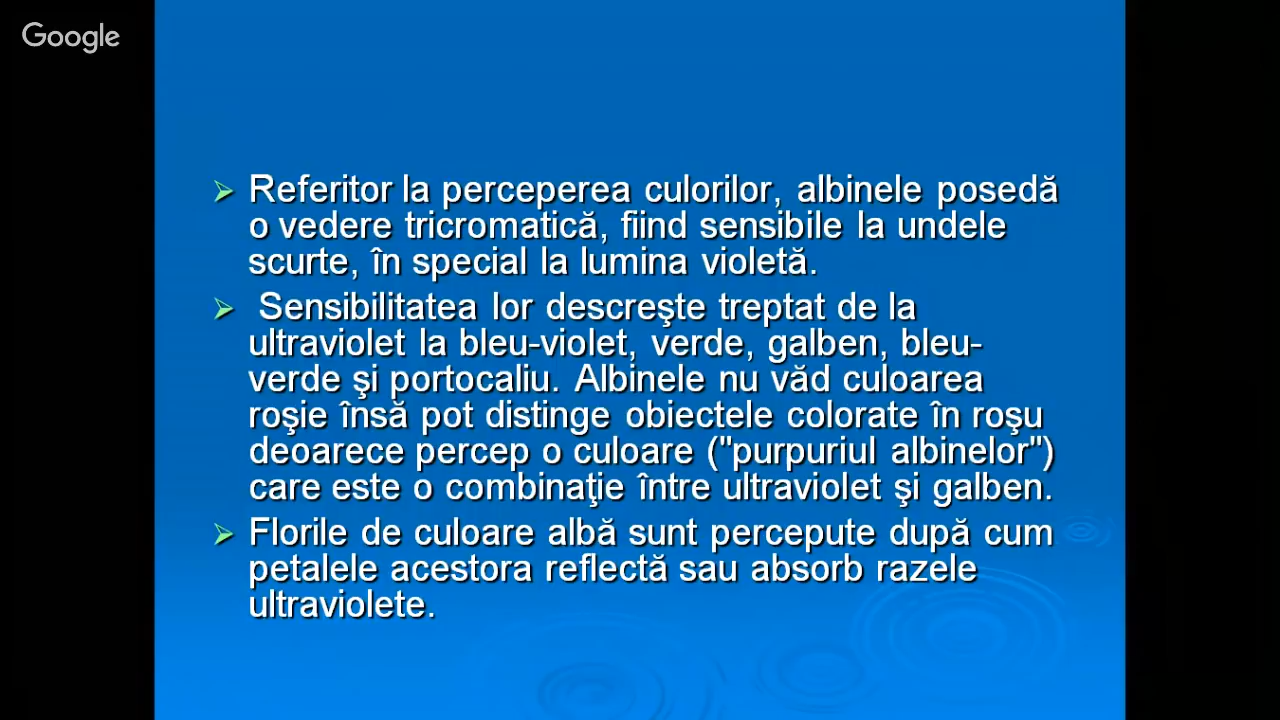 Google
Referitor la perceperea culorilor, albinele posedă
o vedere tricromatică, fiind sensibile la undele
scurte, în special la lumina violetă.
Sensibilitatea lor descreşte treptat de la
ultraviolet la bleu-violet, verde, galben, bleu-
verde şi portocaliu. Albinele nu văd culoarea
roşie însă pot distinge obiectele colorate în roşu
deoarece percep o culoare ("purpuriul albinelor")
care este o combinaţie între ultraviolet şi galben.
Florile de culoare albă sunt percepute după cum
petalele acestora reflectă sau absorb razele
ultraviolete.